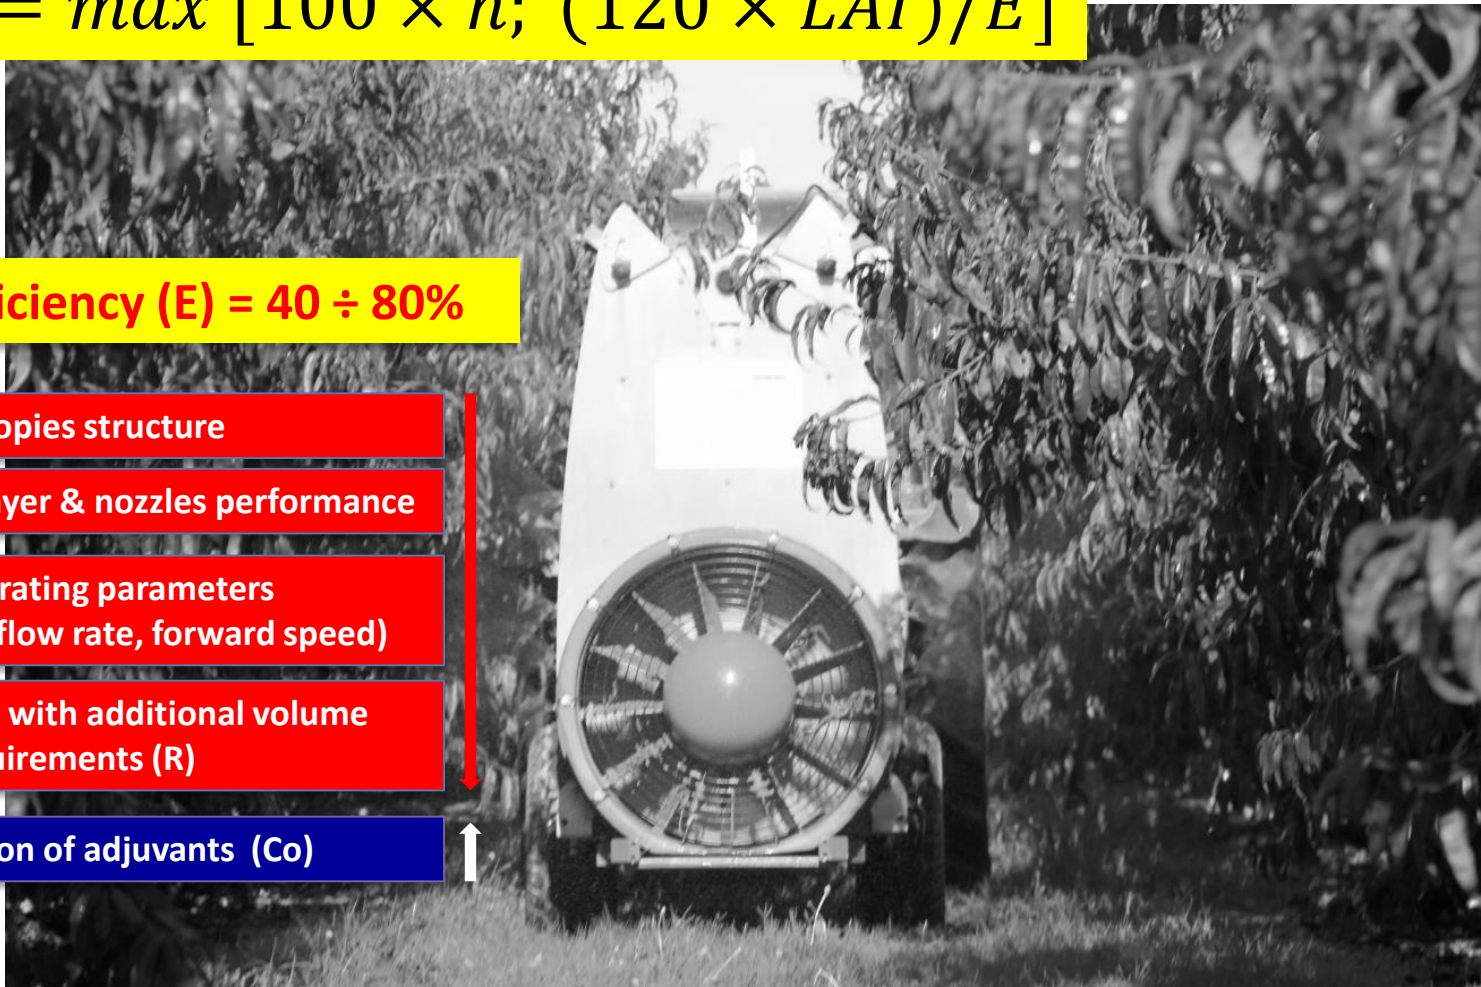 = max [100 × h; (120 × LAI)/E]
iciency (E) = 40 ÷ 80%
opies structure
yer & nozzles performance
rating parameters
flow rate, forward speed)
with additional volume
uirements (R)
on of adjuvants (Co)